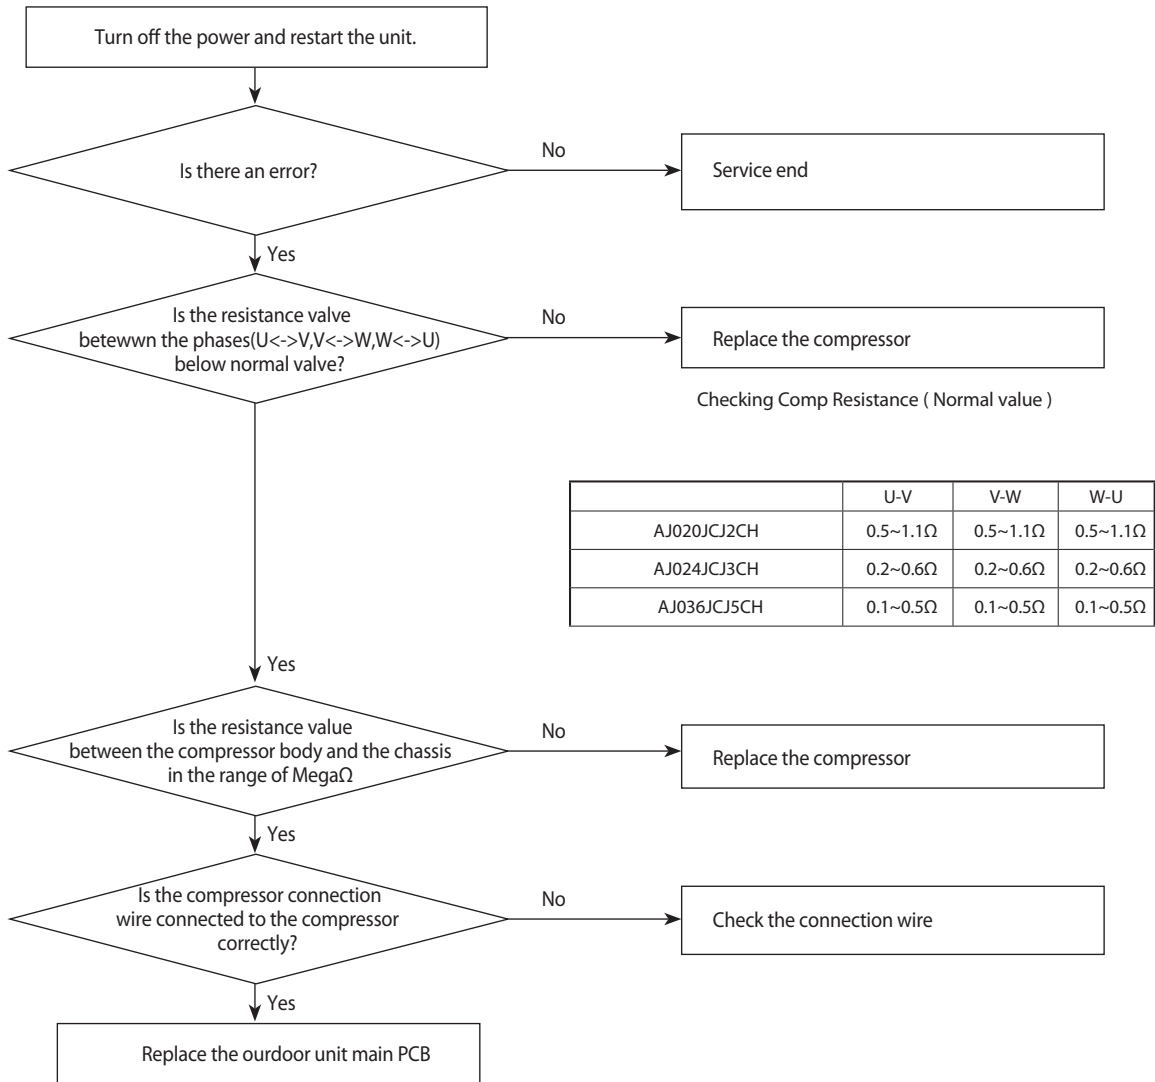 Turn off the power and restart the unit.
Is there an error?
No
Service end
Yes
Is the resistance valve
betewwn the phases(U<->V,V<->W,W<->U)
below normal valve?
No
Replace the compressor
Checking Comp Resistance ( Normal value )
U-V V-W W-U
AJ020JCJ2CH 0.5~1.1Ω 0.5~1.1Ω 0.5~1.1Ω
AJ024JCJ3CH 0.2~0.6Ω 0.2~0.6Ω 0.2~0.6Ω
AJ036JCJ5CH 0.1~0.5Ω 0.1~0.5Ω 0.1~0.5Ω
Yes
Is the resistance value
between the compressor body and the chassis
in the range of MegaΩ
No
Replace the compressor
Yes
Is the compressor connection
wire connected to the compressor
correctly?
No
Check the connection wire
Yes
Replace the ourdoor unit main PCB